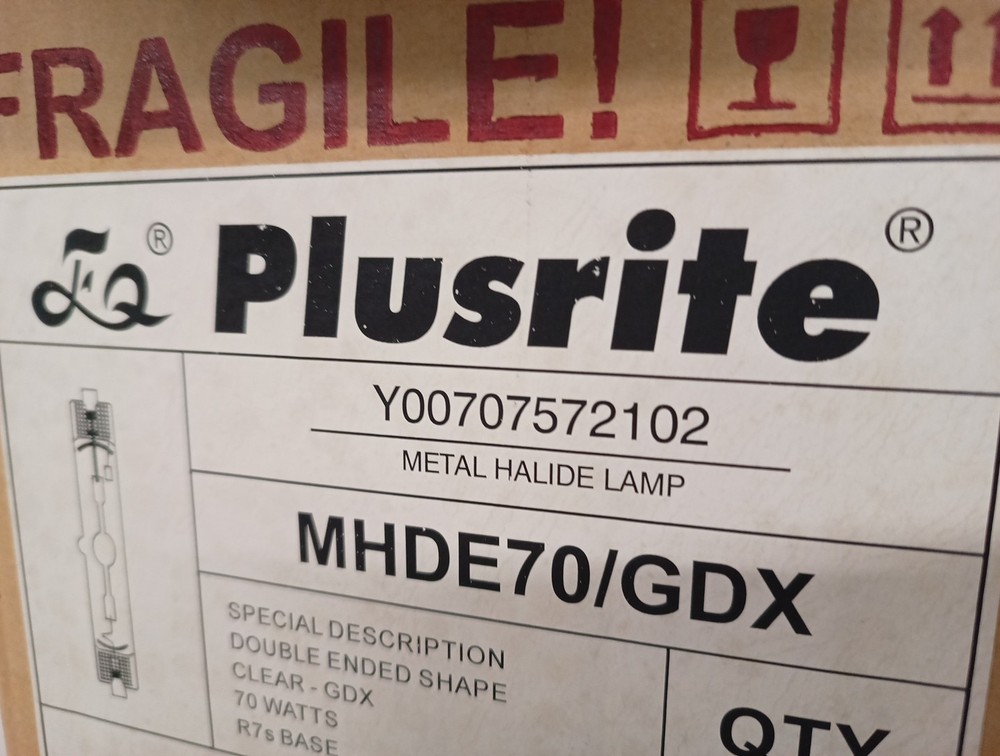 FRAGILE!
EQ® Plusrite®
Y00707572102
METAL HALIDE LAMP
MHDE70/GDX
SPECIAL DESCRIPTION
DOUBLE ENDED SHAPE
CLEAR - GDX
70 WATTS
R7s BASE
QTY